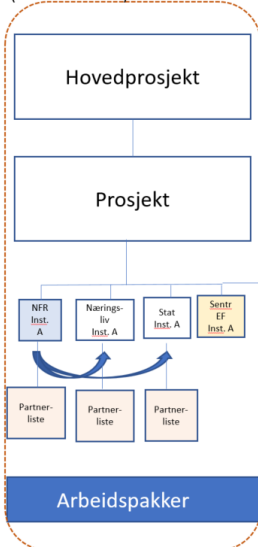 Hovedprosjekt
Prosjekt
NFR
Inst.
A
Nærings-
liv
Inst. A
Stat
Inst. A
Sentr
EF
Inst. A
Partner-
liste
Partner-
liste
Partner-
liste
Arbeidspakker